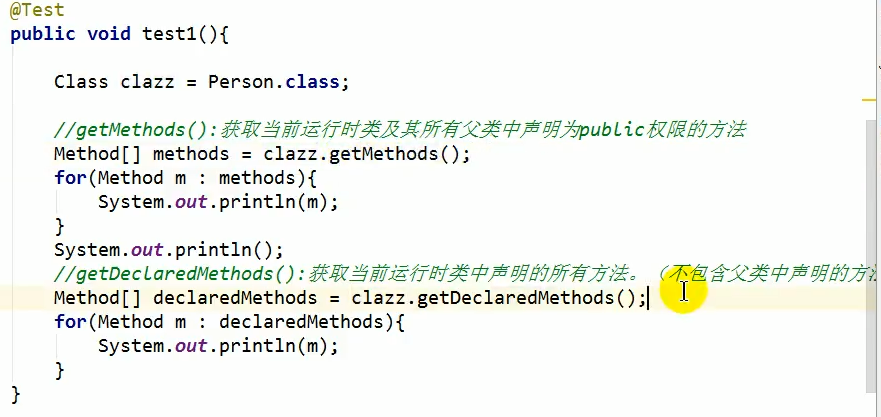 @Test
public void test1(){
Class clazz = Person.class;
//getMethods():获取当前运行时类及其所有父类中声明为public权限的方法
Method[] methods = clazz.getMethods();
for(Method m : methods){
System.out.println(m);
}
System.out.println();
//getDeclaredMethods():获取当前运行时类中声明的所有方法。（不包含父类中声明的方法
Method[] declaredMethods = clazz.getDeclaredMethods();
for(Method m : declaredMethods){
System.out.println(m);
}
}